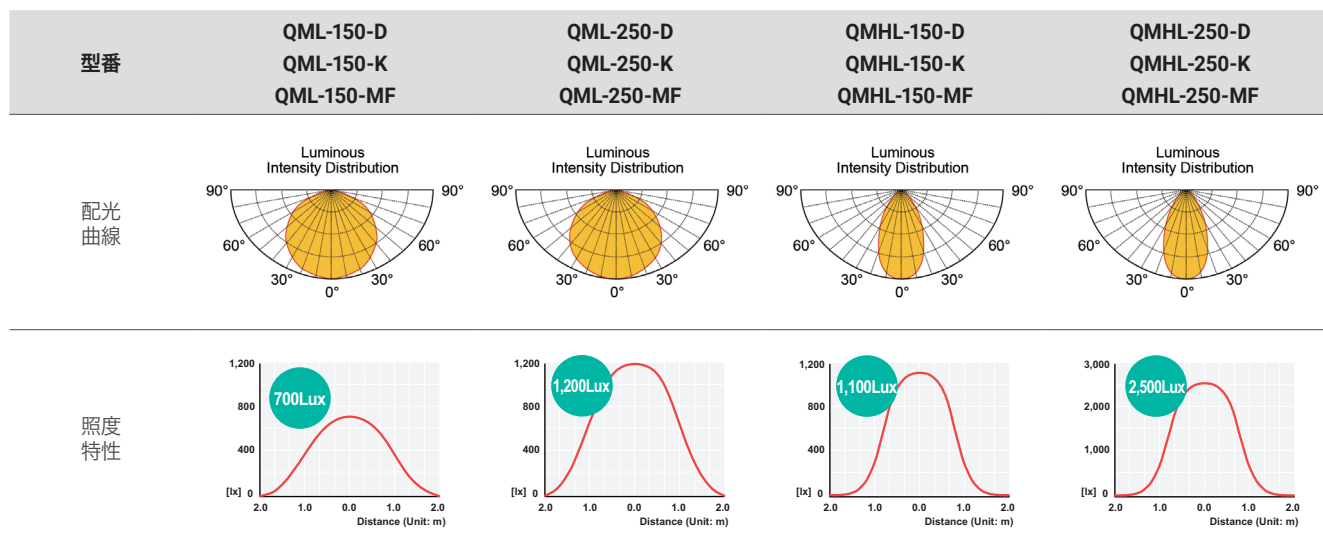 型番
QML-150-D
QML-150-K
QML-150-MF
QML-250-D
QML-250-K
QML-250-MF
QMHL-150-D
QMHL-150-K
QMHL-150-MF
QMHL-250-D
QMHL-250-K
QMHL-250-MF
配光
曲線
Luminous
Intensity Distribution
90° 90°
60° 60°
30° 30°
0°
Luminous
Intensity Distribution
90° 90°
60° 60°
30° 30°
0°
Luminous
Intensity Distribution
90° 90°
60° 60°
30° 30°
0°
Luminous
Intensity Distribution
90° 90°
60° 60°
30° 30°
0°
照度
特性
1,200
700Lux
800
400
[lx] 0
2.0 1.0 0.0 1.0 2.0
Distance (Unit: m)
1,200
1,200Lux
800
400
[lx] 0
2.0 1.0 0.0 1.0 2.0
Distance (Unit: m)
1,200
1,100Lux
800
400
[lx] 0
2.0 1.0 0.0 1.0 2.0
Distance (Unit: m)
3,000
2,500Lux
2,000
1,000
[lx] 0
2.0 1.0 0.0 1.0 2.0
Distance (Unit: m)